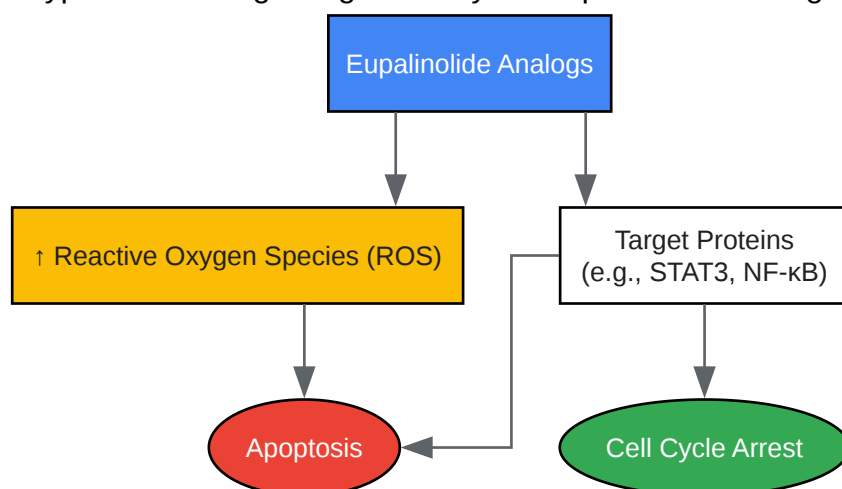 Eupalinolide Analogs
↑ Reactive Oxygen Species (ROS)
Target Proteins
(e.g., STAT3, NF-κB)
Apoptosis
Cell Cycle Arrest